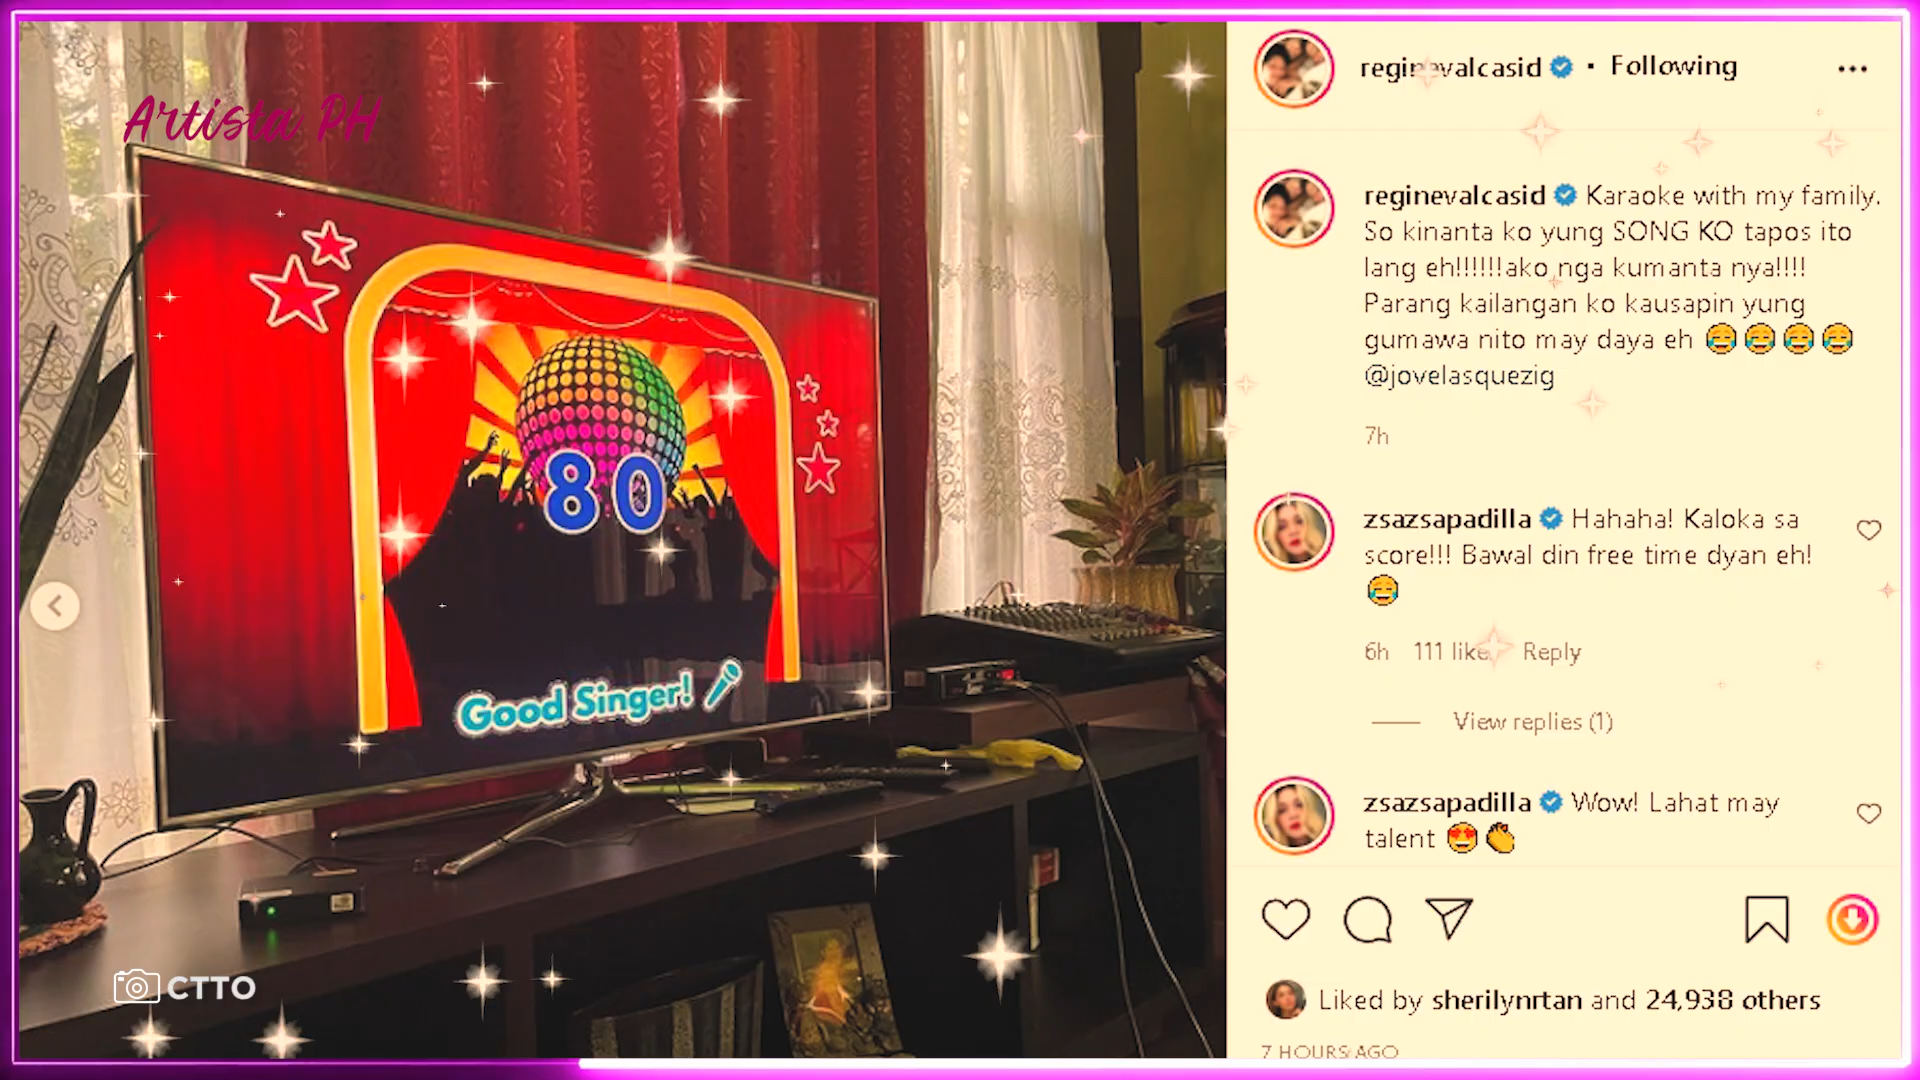 Artista PH
80
Good Singer!
CTTO
reginevalcasid • Following
reginevalcasid Karaoke with my family.
So kinanta ko yung SONG KO tapos ito
lang eh!!!!!!ako nga kumanta nya!!!!
Parang kailangan ko kausapin yung
gumawa nito may daya eh 😂😂😂😂
@jovelasquezig
7h
zsazsapadilla Hahaha! Kaloka sa
score!!! Bawal din free time dyan eh!
😂
6h 111 likes Reply
View replies (1)
zsazsapadilla Wow! Lahat may
talent 😍👏
Liked by sherilynrtan and 24,938 others
7 HOURS AGO